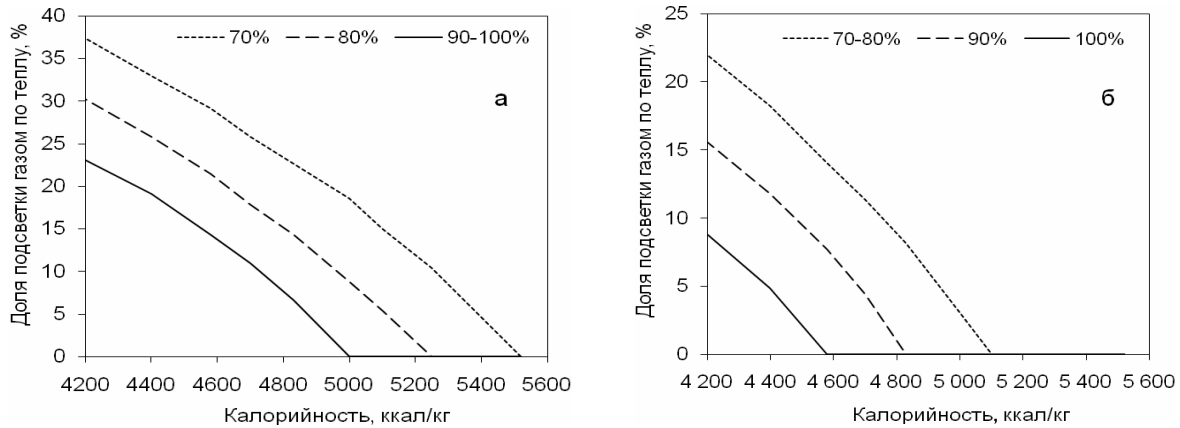 40
35
30
25
20
15
10
5
0
Доля подсветки газом по теплу, %
70% 80% 90-100%
а
4200 4400 4600 4800 5000 5200 5400 5600
Калорийность, ккал/кг
25
20
15
10
5
0
Доля подсветки газом по теплу, %
70-80% 90% 100%
б
4 200 4 400 4 600 4 800 5 000 5 200 5 400 5 600
Калорийность, ккал/кг